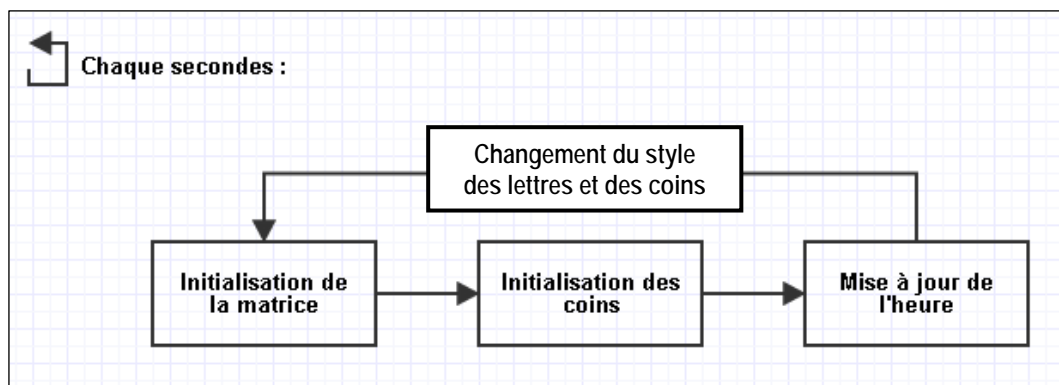 Chaque secondes :
Changement du style
des lettres et des coins
Initialisation de
la matrice
Initialisation des
coins
Mise à jour de
l'heure